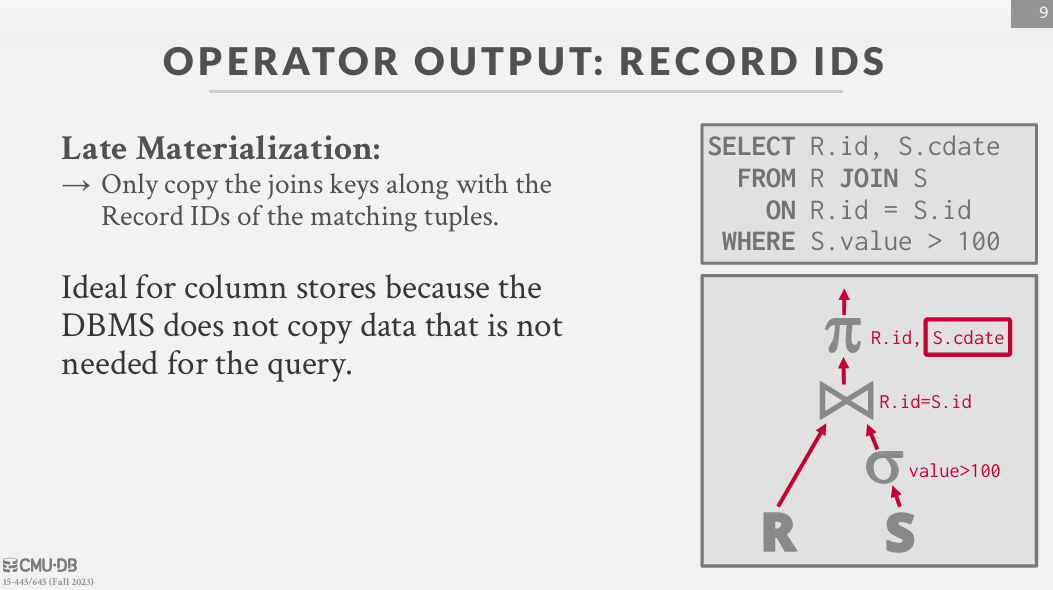 9
OPERATOR OUTPUT: RECORD IDS
Late Materialization:
→ Only copy the joins keys along with the
Record IDs of the matching tuples.
Ideal for column stores because the
DBMS does not copy data that is not
needed for the query.
SELECT R.id, S.cdate
FROM R JOIN S
ON R.id = S.id
WHERE S.value > 100
π R.id, S.cdate
⋈ R.id=S.id
σ value>100
R S
CMU·DB
15-445/645 (Fall 2023)